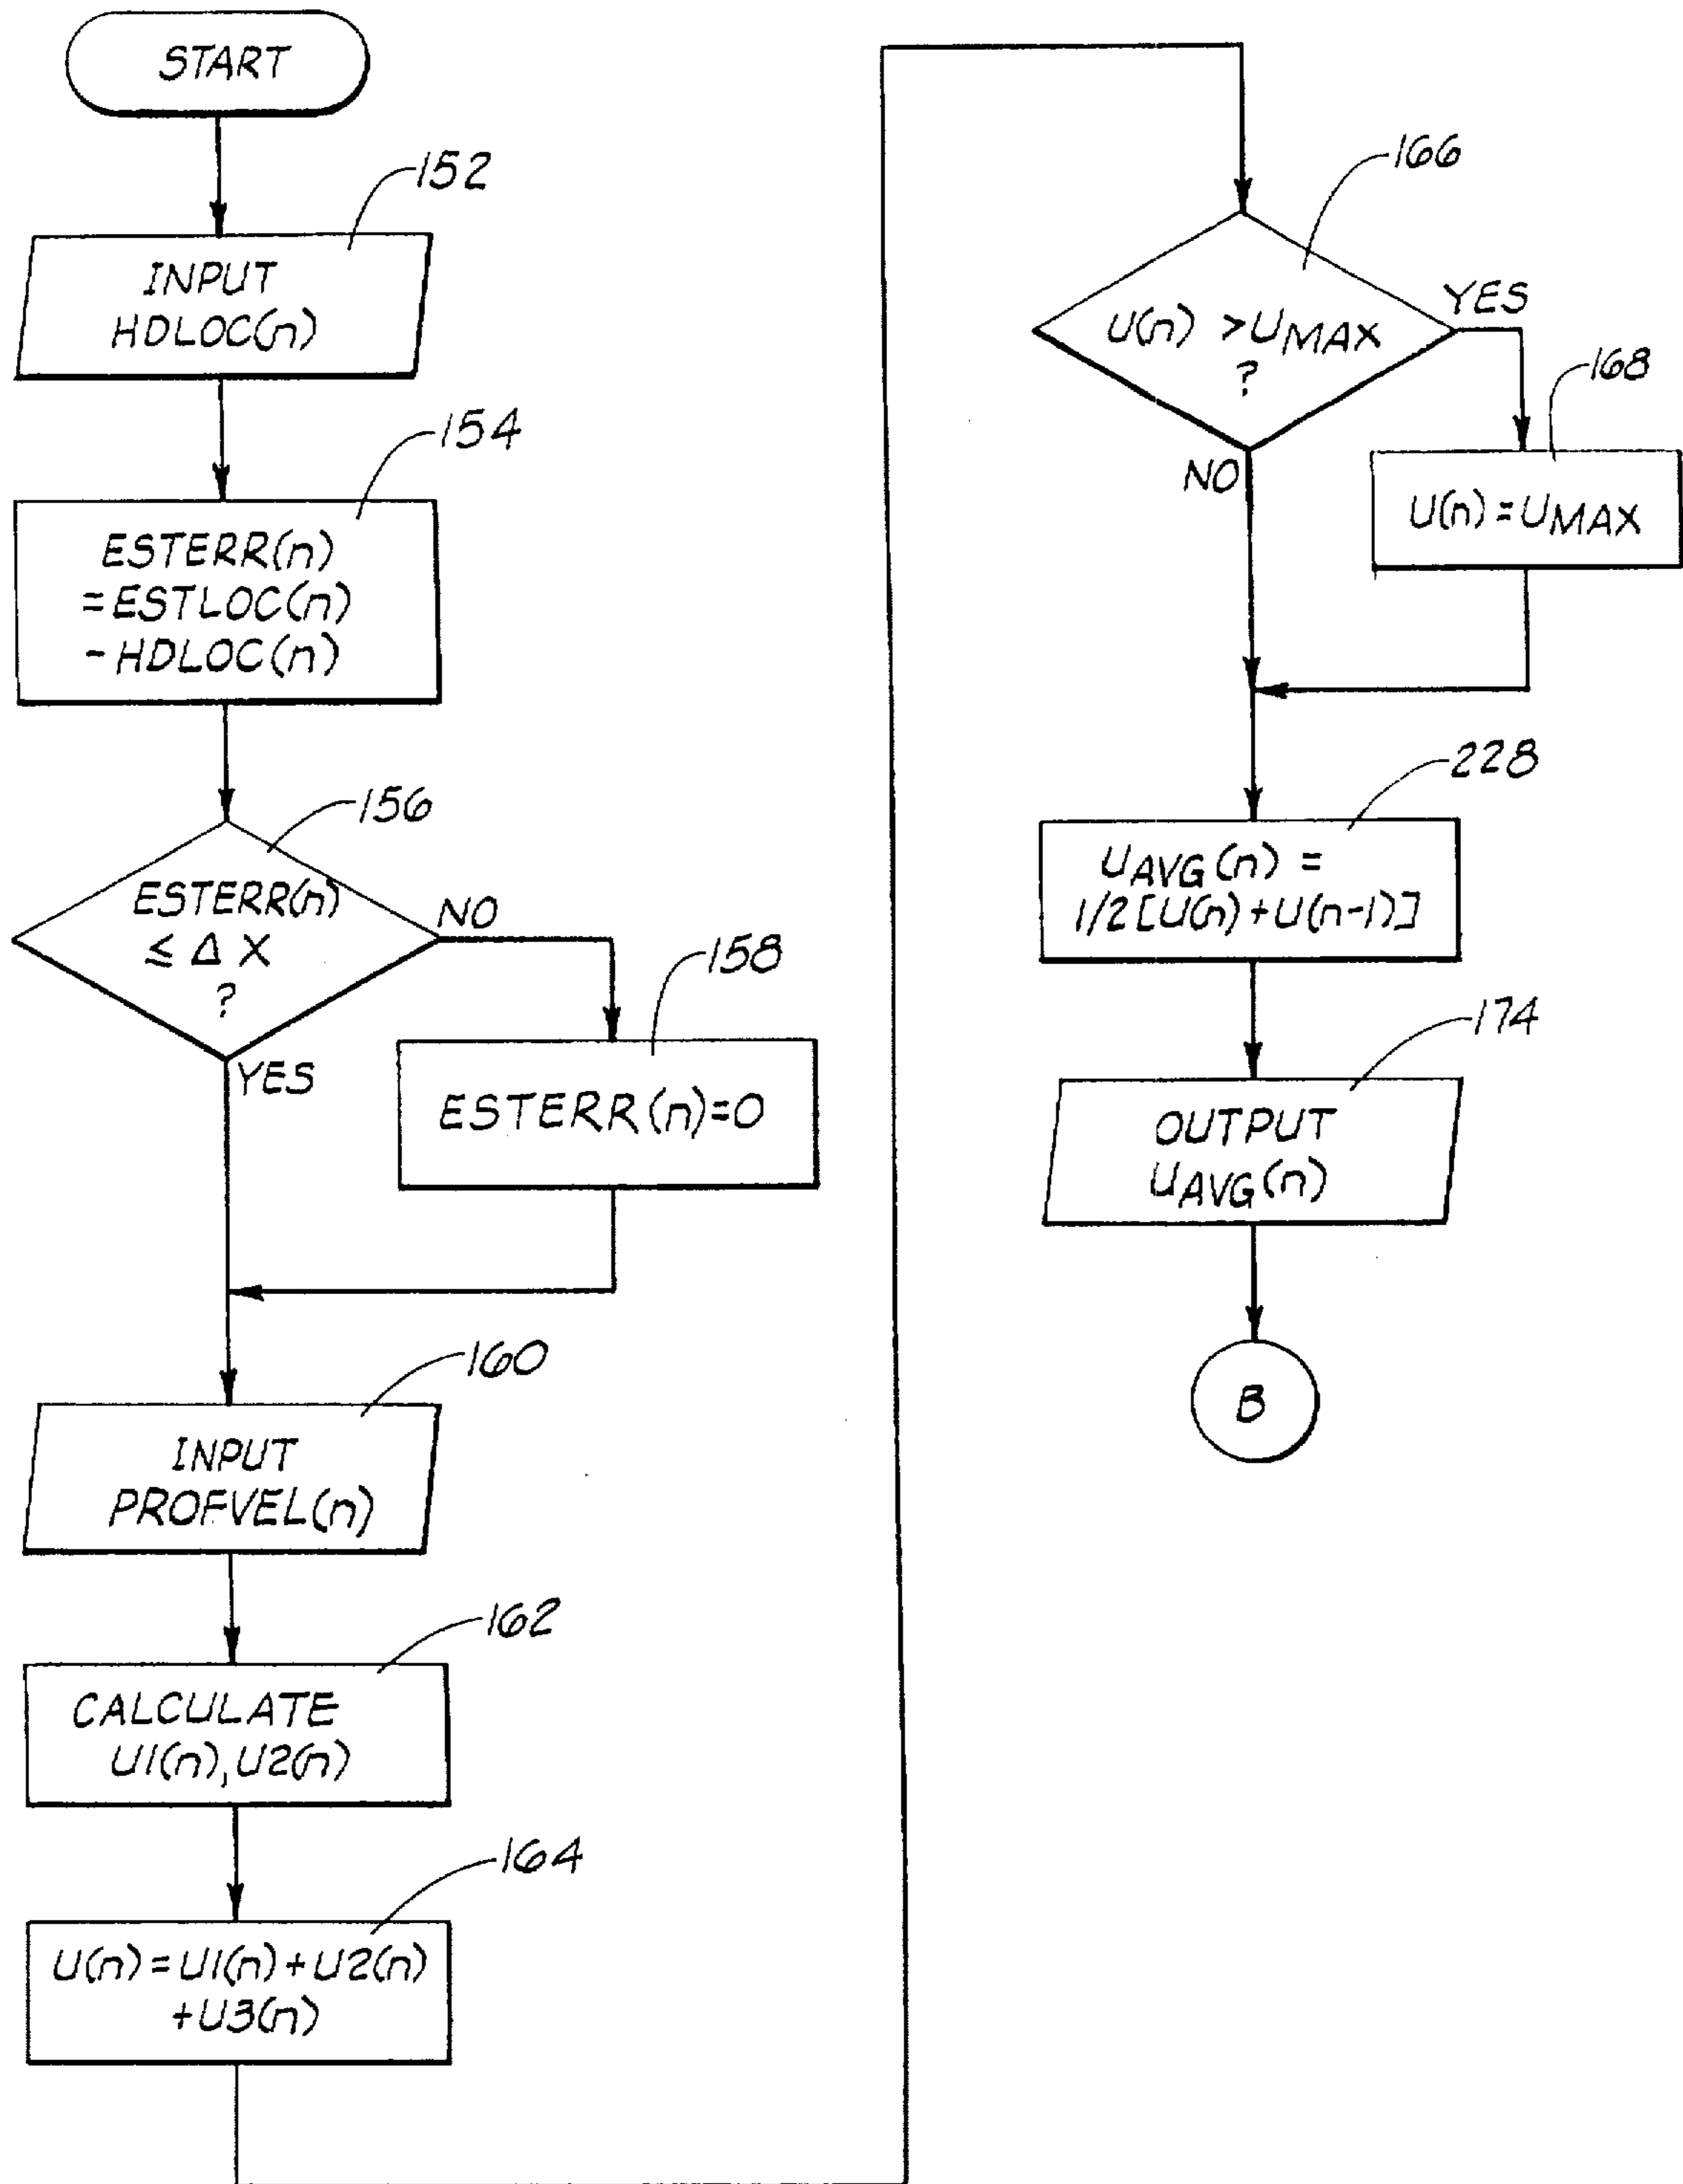 START
152
INPUT
HDLOC(n)
154
ESTERR(n)
=ESTLOC(n)
-HDLOC(n)
156
ESTERR(n)
≤ Δ X
?
NO
YES
158
ESTERR(n)=0
160
INPUT
PROFVEL(n)
162
CALCULATE
U1(n), U2(n)
164
U(n)=U1(n)+U2(n)
+U3(n)
166
U(n) >UMAX
?
YES
NO
168
U(n)=UMAX
228
UAVG(n) =
1/2[U(n)+U(n-1)]
174
OUTPUT
UAVG(n)
B